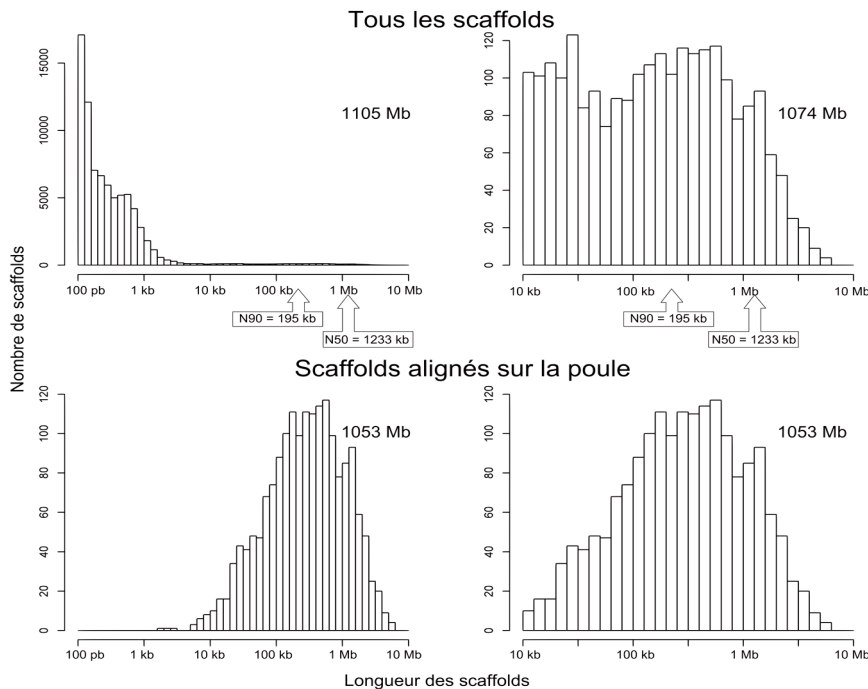 Tous les scaffolds
Nombre de scaffolds
15000
10000
5000
0
1105 Mb
100 pb 1 kb 10 kb 100 kb 1 Mb 10 Mb
N90 = 195 kb
N50 = 1233 kb
120
100
80
60
40
20
0
1074 Mb
10 kb 100 kb 1 Mb 10 Mb
N90 = 195 kb
N50 = 1233 kb
Scaffolds alignés sur la poule
120
100
80
60
40
20
0
1053 Mb
100 pb 1 kb 10 kb 100 kb 1 Mb 10 Mb
120
100
80
60
40
20
0
1053 Mb
10 kb 100 kb 1 Mb 10 Mb
Longueur des scaffolds